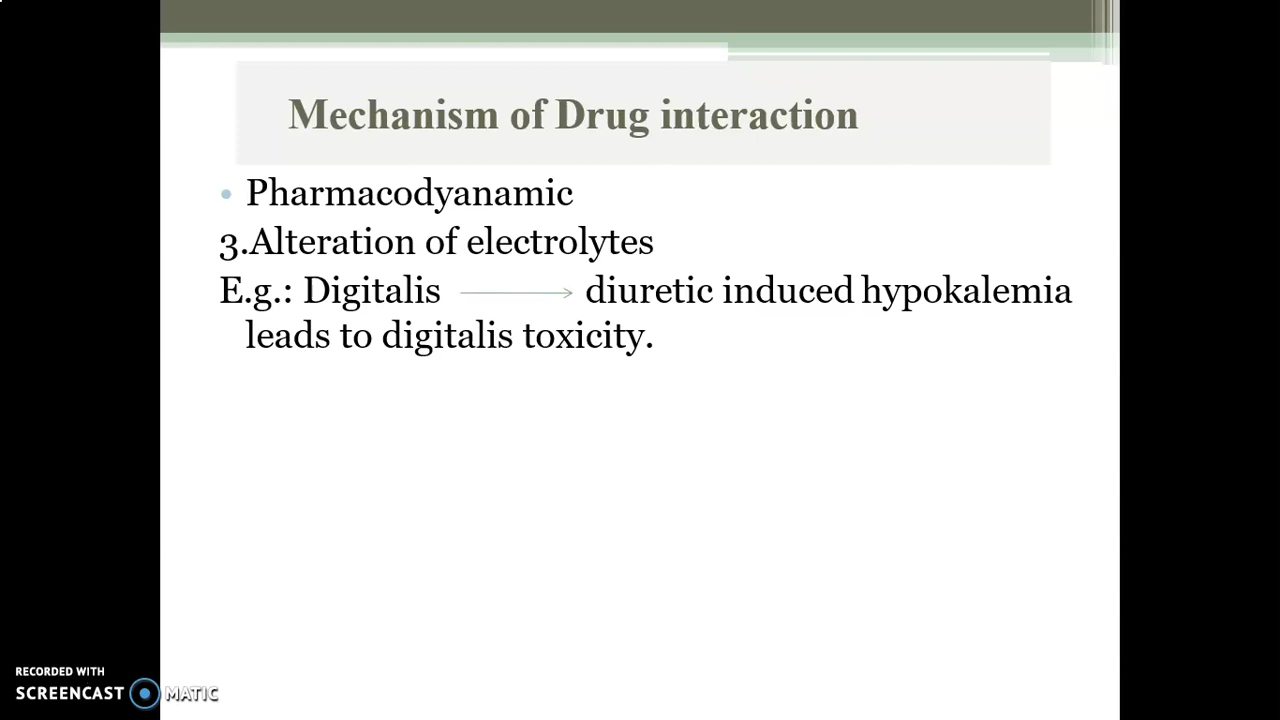 Mechanism of Drug interaction
• Pharmacodyanamic
3.Alteration of electrolytes
E.g.: Digitalis → diuretic induced hypokalemia
leads to digitalis toxicity.
RECORDED WITH
SCREENCAST MATIC